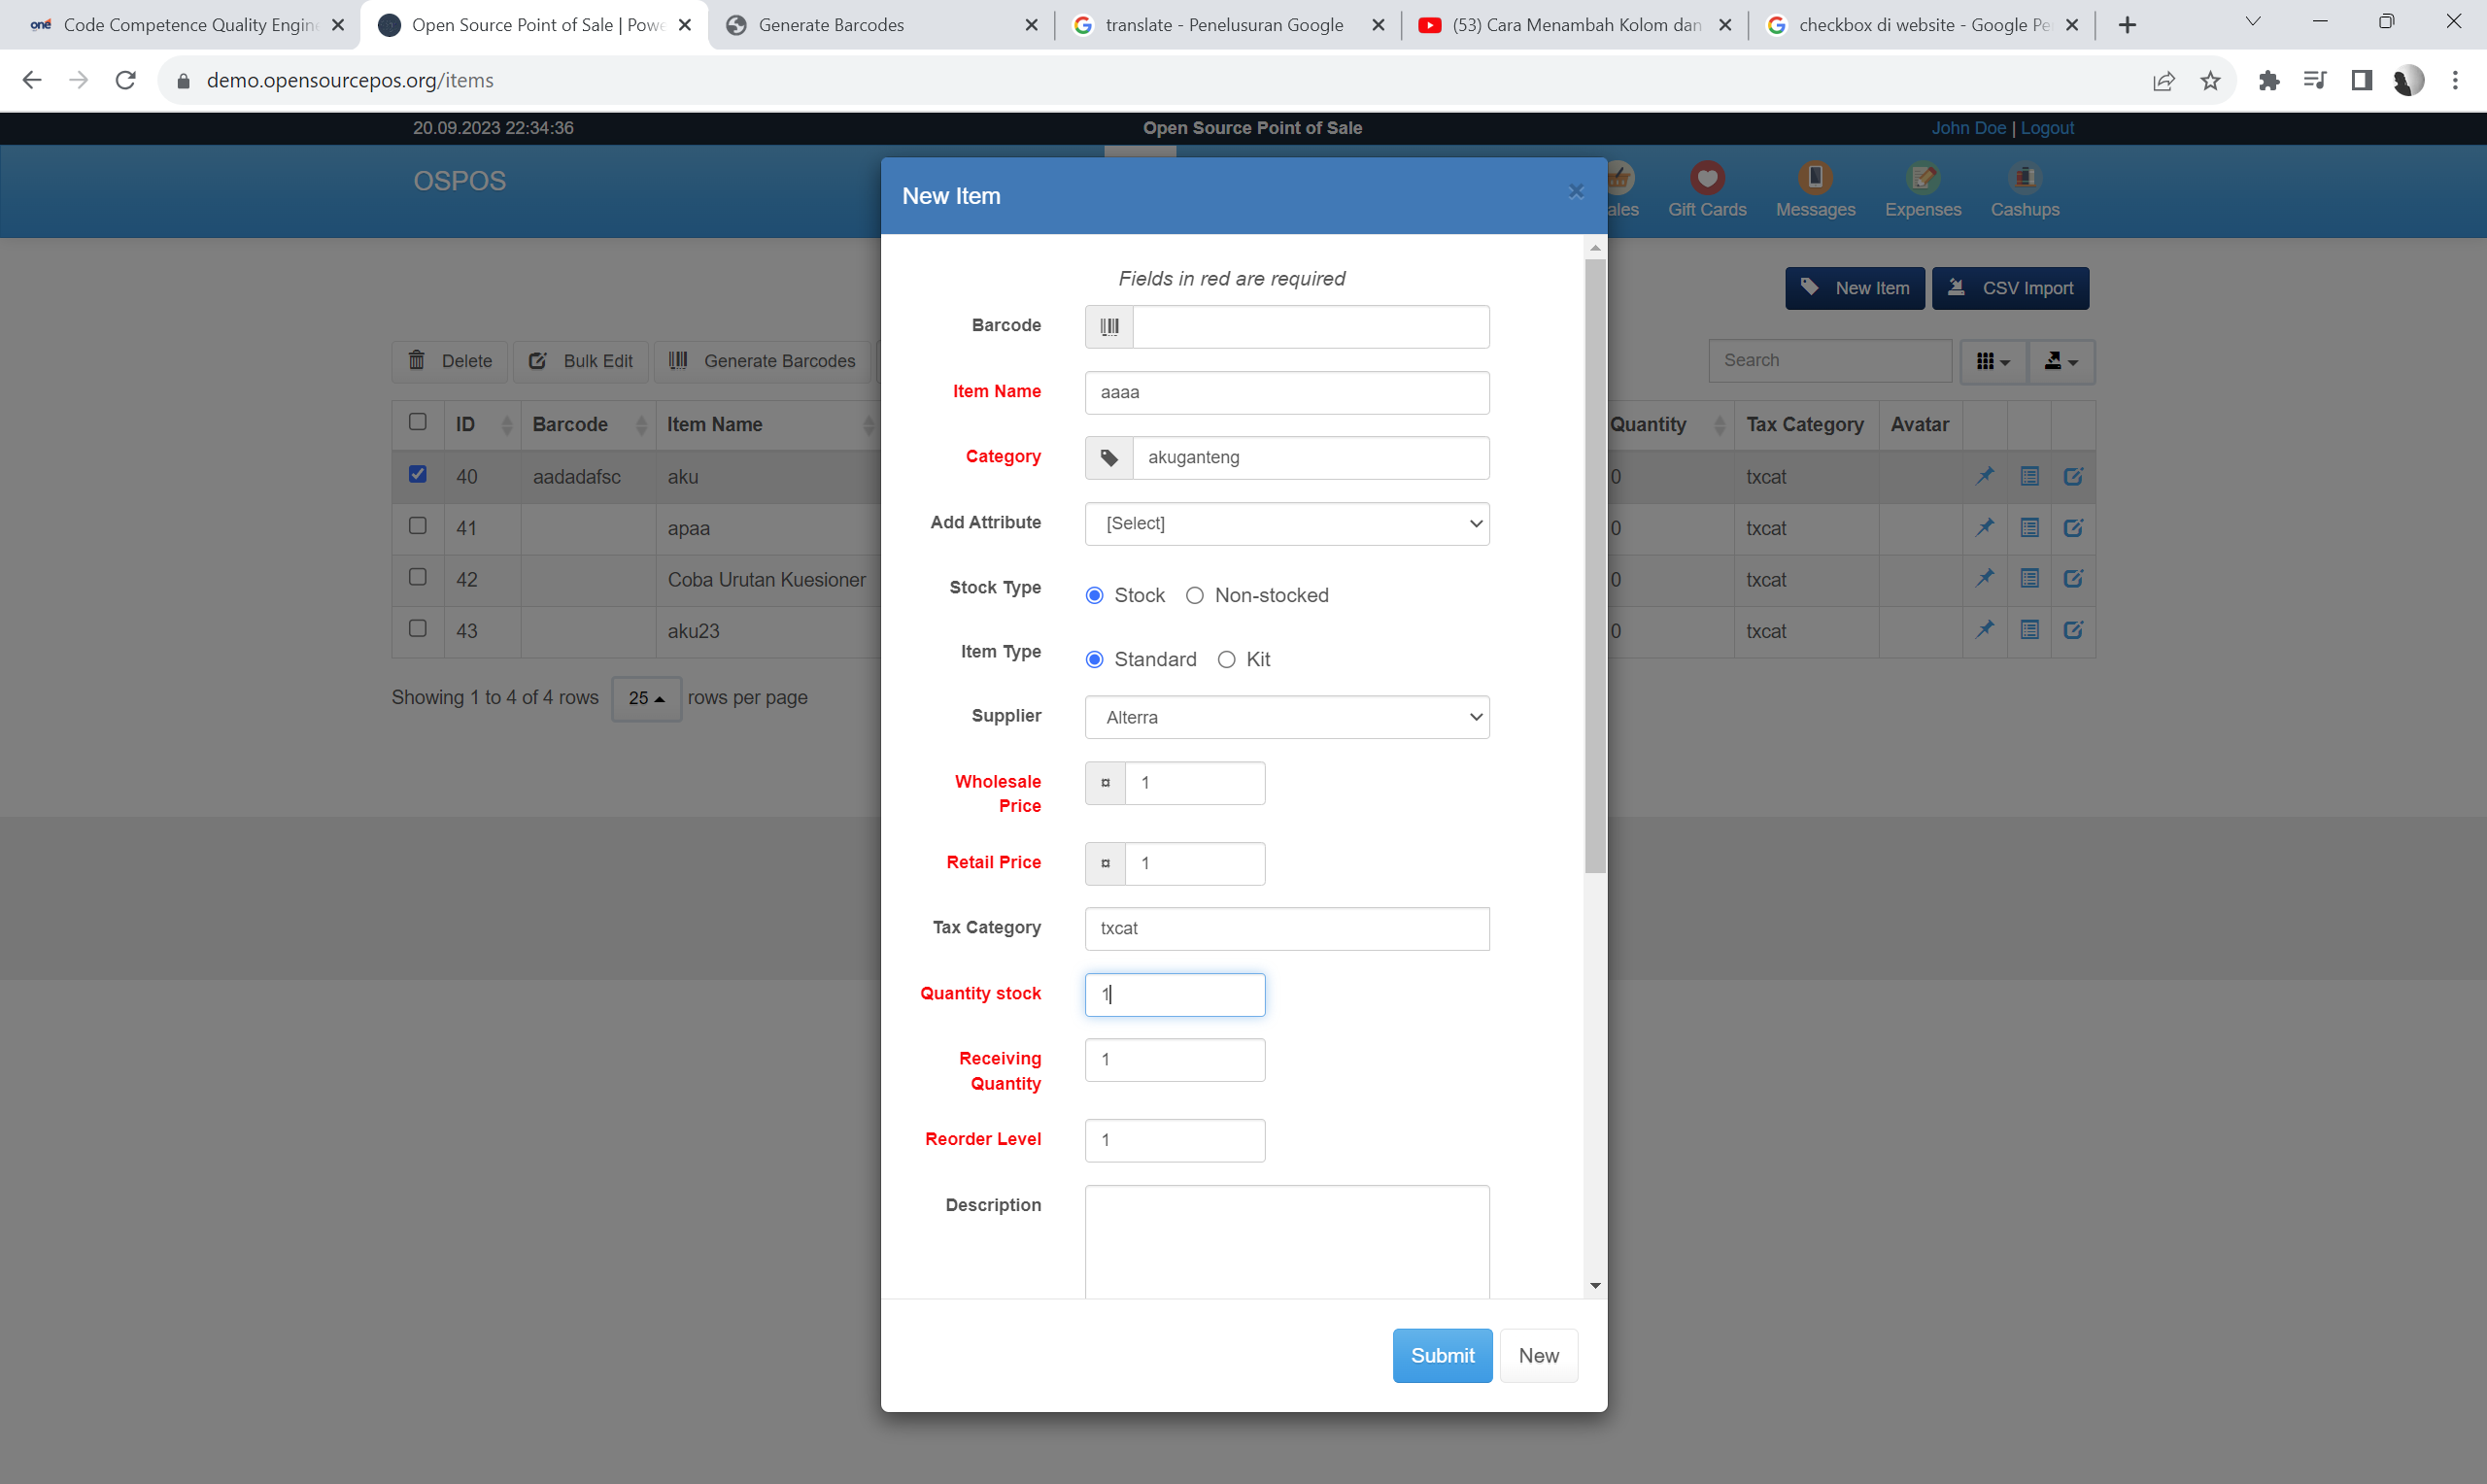 one Code Competence Quality Engine
Open Source Point of Sale | Powe
Generate Barcodes
translate - Penelusuran Google
(53) Cara Menambah Kolom dan
checkbox di website - Google Pe
demo.opensourcepos.org/items
20.09.2023 22:34:36
Open Source Point of Sale
John Doe | Logout
OSPOS
ales
Gift Cards
Messages
Expenses
Cashups
New Item
Fields in red are required
New Item
CSV Import
Barcode
Delete
Bulk Edit
Generate Barcodes
Search
Item Name aaaa
ID Barcode Item Name Quantity Tax Category Avatar
Category akuganteng
40 aadadafsc aku 0 txcat
Add Attribute [Select]
41 apaa 0 txcat
42 Coba Urutan Kuesioner 0 txcat
Stock Type Stock Non-stocked
43 aku23 0 txcat
Item Type Standard Kit
Showing 1 to 4 of 4 rows 25 rows per page
Supplier Alterra
Wholesale
Price
¤ 1
Retail Price ¤ 1
Tax Category txcat
Quantity stock 1
Receiving
Quantity
1
Reorder Level 1
Description
Submit
New